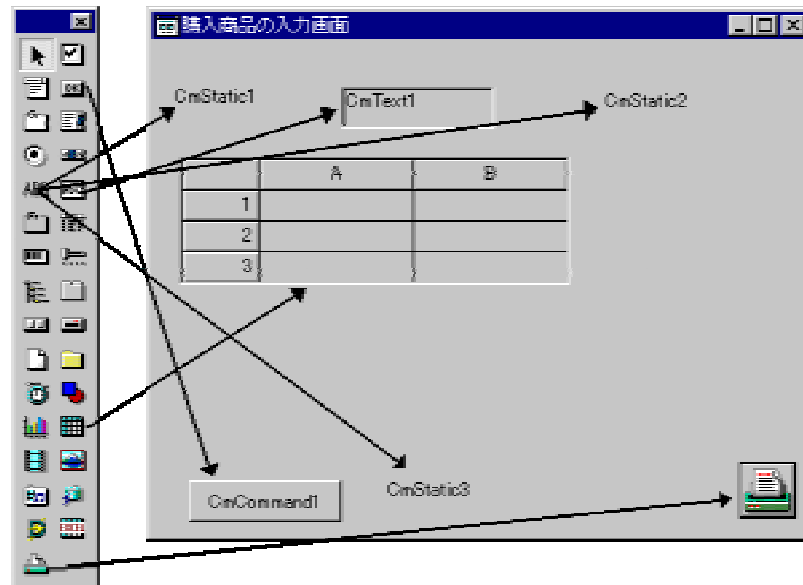 購入商品の入力画面
CmStatic1
CmText1
CmStatic2
A B
1
2
3
CmCommand1
CmStatic3